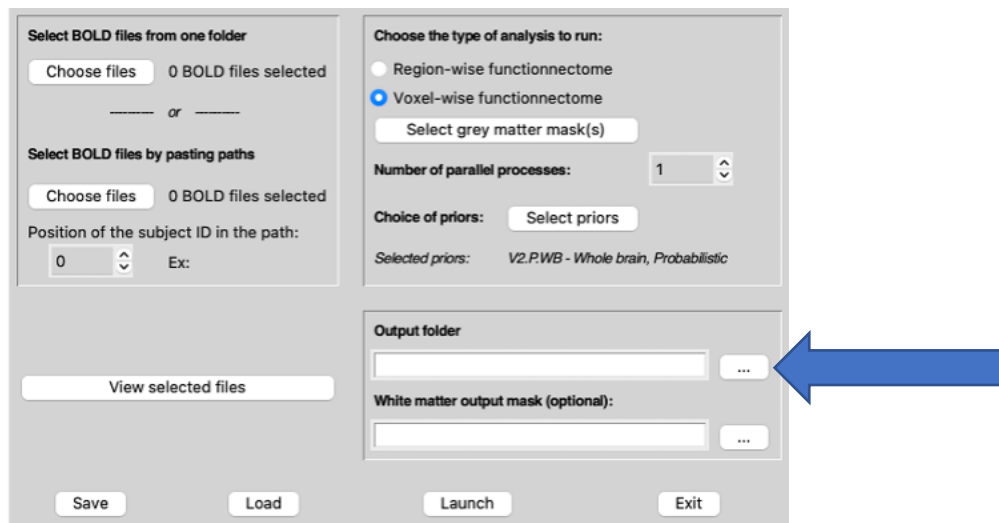 Select BOLD files from one folder
Choose files 0 BOLD files selected
---------- or ----------
Select BOLD files by pasting paths
Choose files 0 BOLD files selected
Position of the subject ID in the path:
0 Ex:
View selected files
Choose the type of analysis to run:
Region-wise functionnectome
Voxel-wise functionnectome
Select grey matter mask(s)
Number of parallel processes: 1
Choice of priors: Select priors
Selected priors: V2.P.WB - Whole brain, Probabilistic
Output folder
...
White matter output mask (optional):
...
Save Load Launch Exit